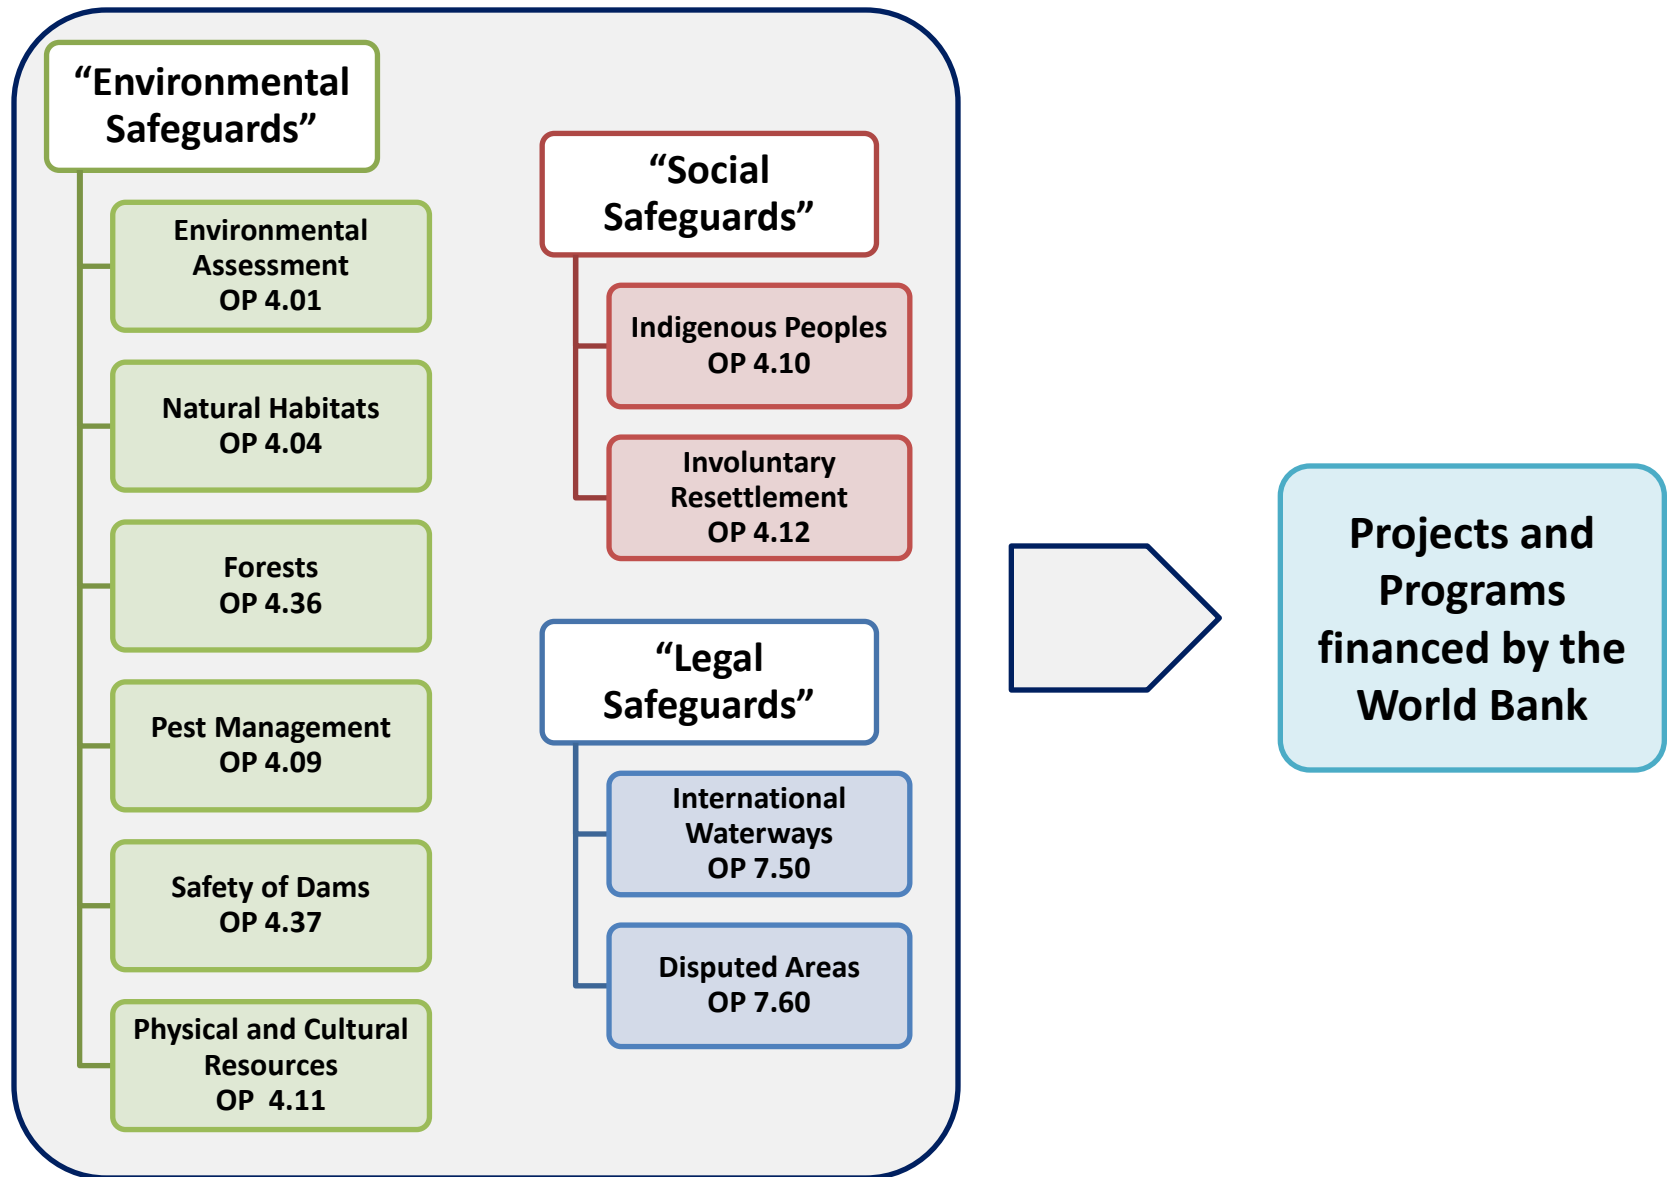 “Environmental
Safeguards”
Environmental
Assessment
OP 4.01
Natural Habitats
OP 4.04
Forests
OP 4.36
Pest Management
OP 4.09
Safety of Dams
OP 4.37
Physical and Cultural
Resources
OP  4.11
“Social
Safeguards”
Indigenous Peoples
OP 4.10
Involuntary
Resettlement
OP 4.12
“Legal
Safeguards”
International
Waterways
OP 7.50
Disputed Areas
OP 7.60
Projects and
Programs
financed by the
World Bank